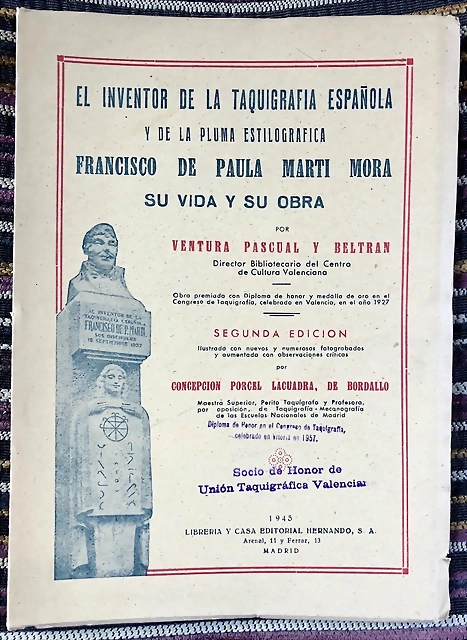 EL INVENTOR DE LA TAQUIGRAFIA ESPAÑOLA
Y DE LA PLUMA ESTILOGRAFICA
FRANCISCO DE PAULA MARTI MORA
SU VIDA Y SU OBRA
POR
VENTURA PASCUAL Y BELTRAN
Director Bibliotecario del Centro
de Cultura Valenciana
Obra premiada con Diploma de honor y medalla de oro en el
Congreso de Taquigrafía, celebrado en Valencia, en el año 1927
SEGUNDA EDICION
Ilustrada con nuevos y numerosos fotograbados
y aumentada con observaciones críticas
por
CONCEPCION PORCEL LACUADRA, DE BORDALLO
Maestra Superior, Perito Taquígrafo y Profesora,
por oposición, de Taquigrafía-Mecanografía
de las Escuelas Nacionales de Madrid
Diploma de Honor en el Congreso de Taquigrafía,
celebrado en Vitoria en 1957.
Socio de Honor de
Unión Taquigráfica Valencian
1945
LIBRERIA Y CASA EDITORIAL HERNANDO, S. A.
Arenal, 11 y Ferraz, 13
MADRID
AL INVENTOR DE LA
TAQUIGRAFIA ESPAÑOLA
FRANCISCO DE P. MARTI
SUS DISCIPULOS